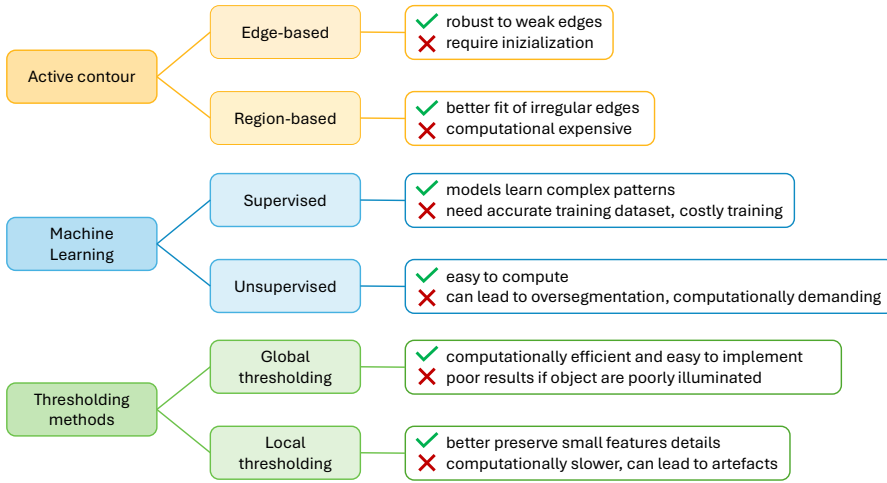 Active contour
Edge-based
robust to weak edges
require inizialization
Region-based
better fit of irregular edges
computational expensive
Machine
Learning
Supervised
models learn complex patterns
need accurate training dataset, costly training
Unsupervised
easy to compute
can lead to oversegmentation, computationally demanding
Thresholding
methods
Global
thresholding
computationally efficient and easy to implement
poor results if object are poorly illuminated
Local
thresholding
better preserve small features details
computationally slower, can lead to artefacts